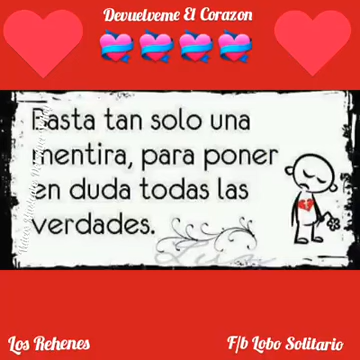 Devuelveme El Corazon
Basta tan solo una
mentira, para poner
en duda todas las
verdades.
Los Rehenes
F/b Lobo Solitario